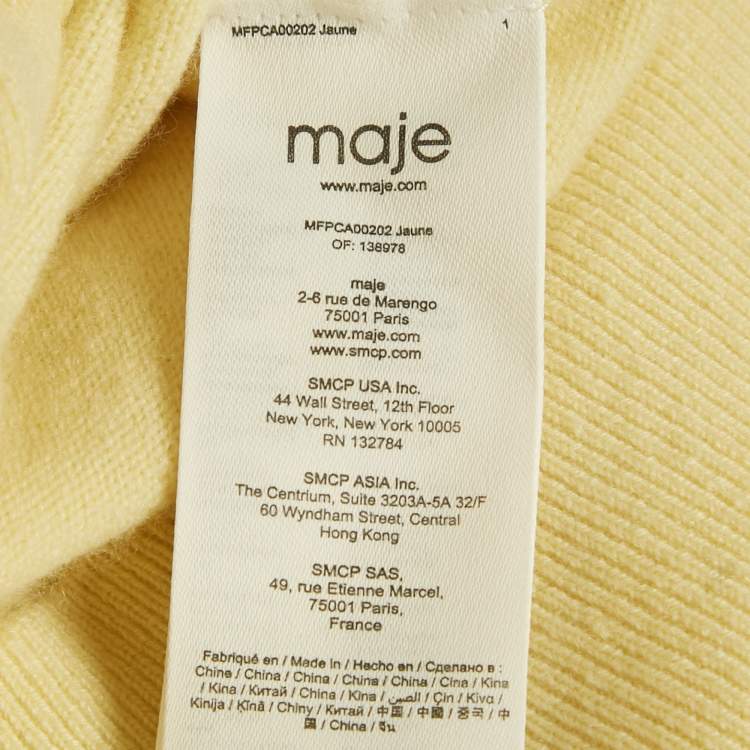 MFPCA00202 Jaune 1
maje
www.maje.com
MFPCA00202 Jaune
OF: 138978
maje
2-6 rue de Marengo
75001 Paris
www.maje.com
www.smcp.com
SMCP USA Inc.
44 Wall Street, 12th Floor
New York, New York 10005
RN 132784
SMCP ASIA Inc.
The Centrium, Suite 3203A-5A 32/F
60 Wyndham Street, Central
Hong Kong
SMCP SAS,
49, rue Etienne Marcel,
75001 Paris,
France
Fabriqué en / Made in / Hecho en / Сделано в :
Chine / China / China / China / China / Cina / Kina
/ Kina / Китай / China / Kína / الصين / Çin / Kiva /
Kinija / Ķīnā / Chiny / Китай / 中国 / 中國 / 중국 / 中
国 / China / จีน